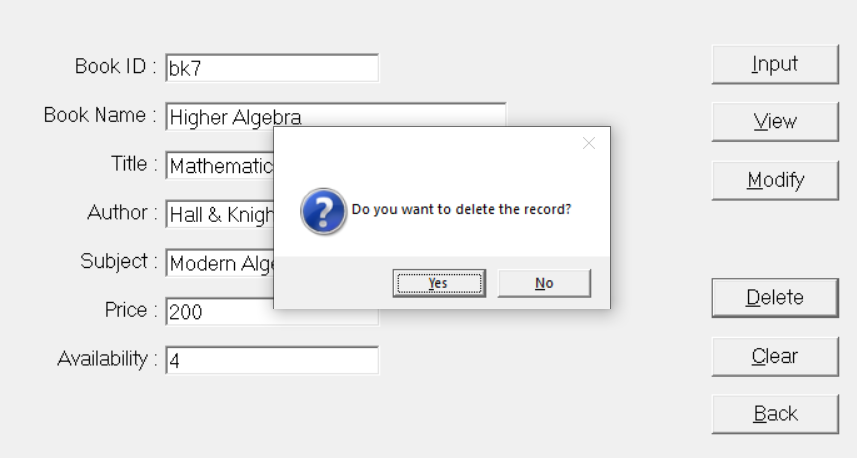 Book ID : bk7
Book Name : Higher Algebra
Title : Mathematic
Author : Hall & Knigh
Subject : Modern Alg
Price : 200
Availability : 4
Do you want to delete the record?
Yes No
Input
View
Modify
Delete
Clear
Back